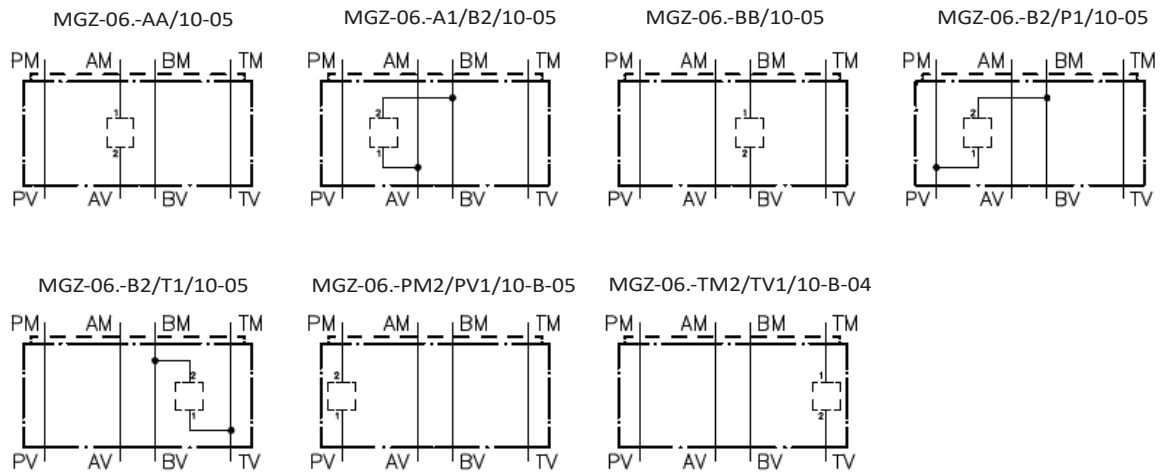 MGZ-06.-AA/10-05 MGZ-06.-A1/B2/10-05 MGZ-06.-BB/10-05 MGZ-06.-B2/P1/10-05
PM AM BM TM PM AM BM TM PM AM BM TM PM AM BM TM
1 2 1 2
2 1 2 1
PV AV BV TV PV AV BV TV PV AV BV TV PV AV BV TV
MGZ-06.-B2/T1/10-05 MGZ-06.-PM2/PV1/10-B-05 MGZ-06.-TM2/TV1/10-B-04
PM AM BM TM PM AM BM TM PM AM BM TM
2 2 1
1 1 2
PV AV BV TV PV AV BV TV PV AV BV TV